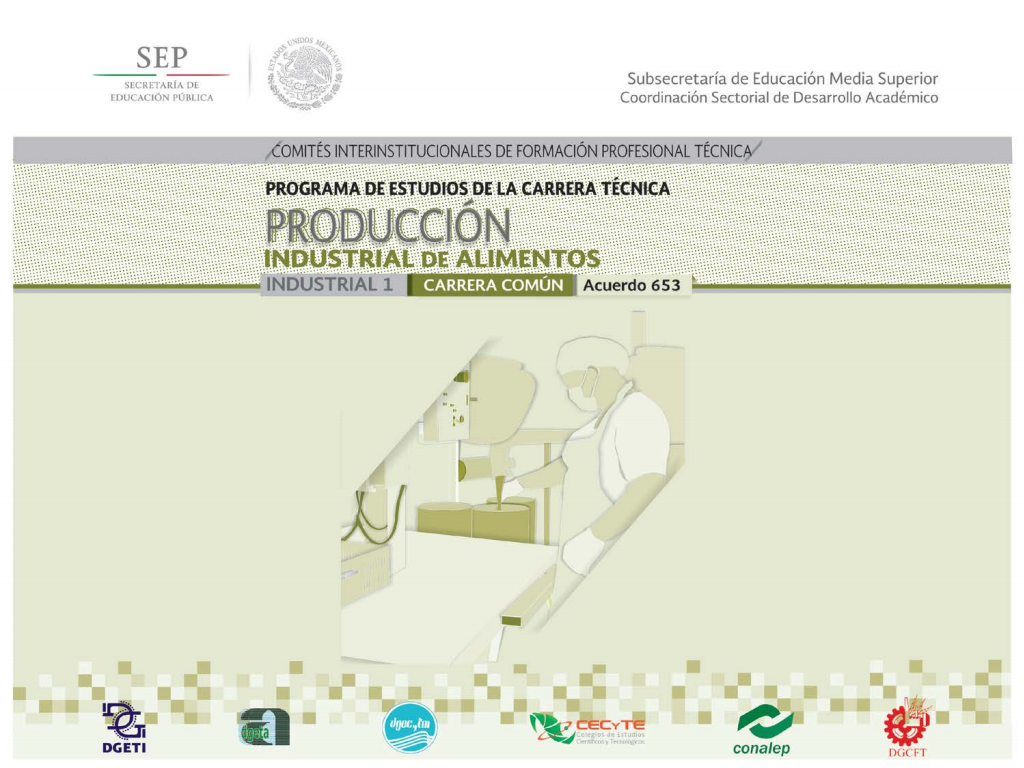 SEP
SECRETARÍA DE
EDUCACIÓN PÚBLICA
ESTADOS UNIDOS MEXICANOS
Subsecretaría de Educación Media Superior
Coordinación Sectorial de Desarrollo Académico
COMITÉS INTERINSTITUCIONALES DE FORMACIÓN PROFESIONAL TÉCNICA
PROGRAMA DE ESTUDIOS DE LA CARRERA TÉCNICA
PRODUCCIÓN
INDUSTRIAL DE ALIMENTOS
INDUSTRIAL 1 CARRERA COMÚN Acuerdo 653
DGETI
dgeta
dgecytm
CECyTE
Colegios de Estudios
Científicos y Tecnológicos
conalep
DGCFT